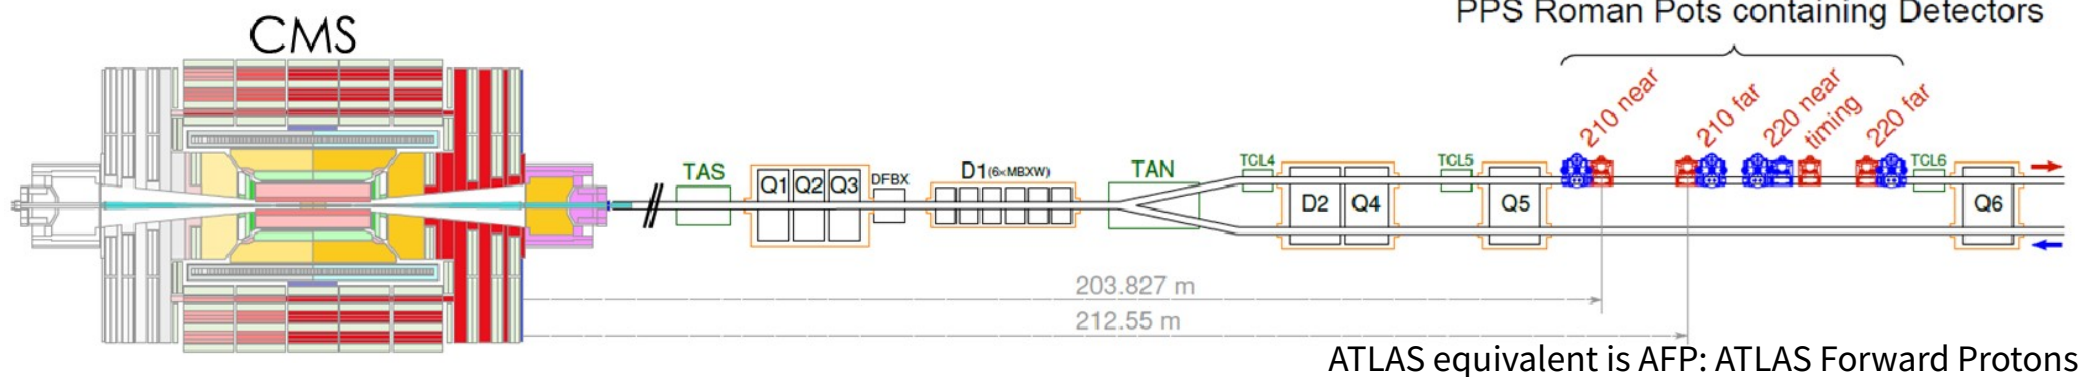 PPS Roman Pots containing Detectors
CMS
210 near
210 far
220 near
timing
220 far
TAS
Q1 Q2 Q3
DFBX
D1(6×MBXW)
TAN
TCL4
D2 Q4
TCL5
Q5
TCL6
Q6
203.827 m
212.55 m
ATLAS equivalent is AFP: ATLAS Forward Protons